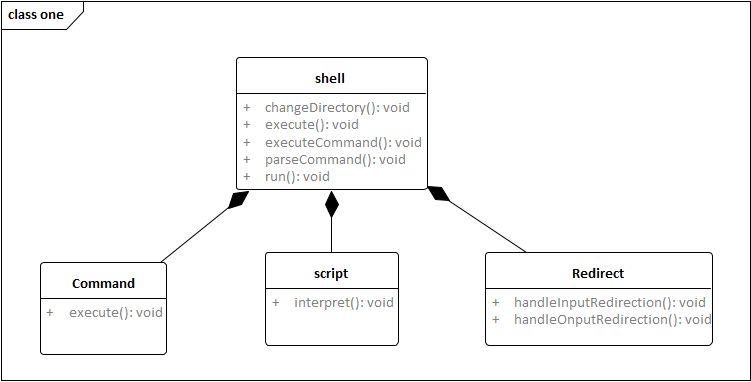 class one
shell
+ changeDirectory(): void
+ execute(): void
+ executeCommand(): void
+ parseCommand(): void
+ run(): void
Command
+ execute(): void
script
+ interpret(): void
Redirect
+ handleInputRedirection(): void
+ handleOnputRedirection(): void